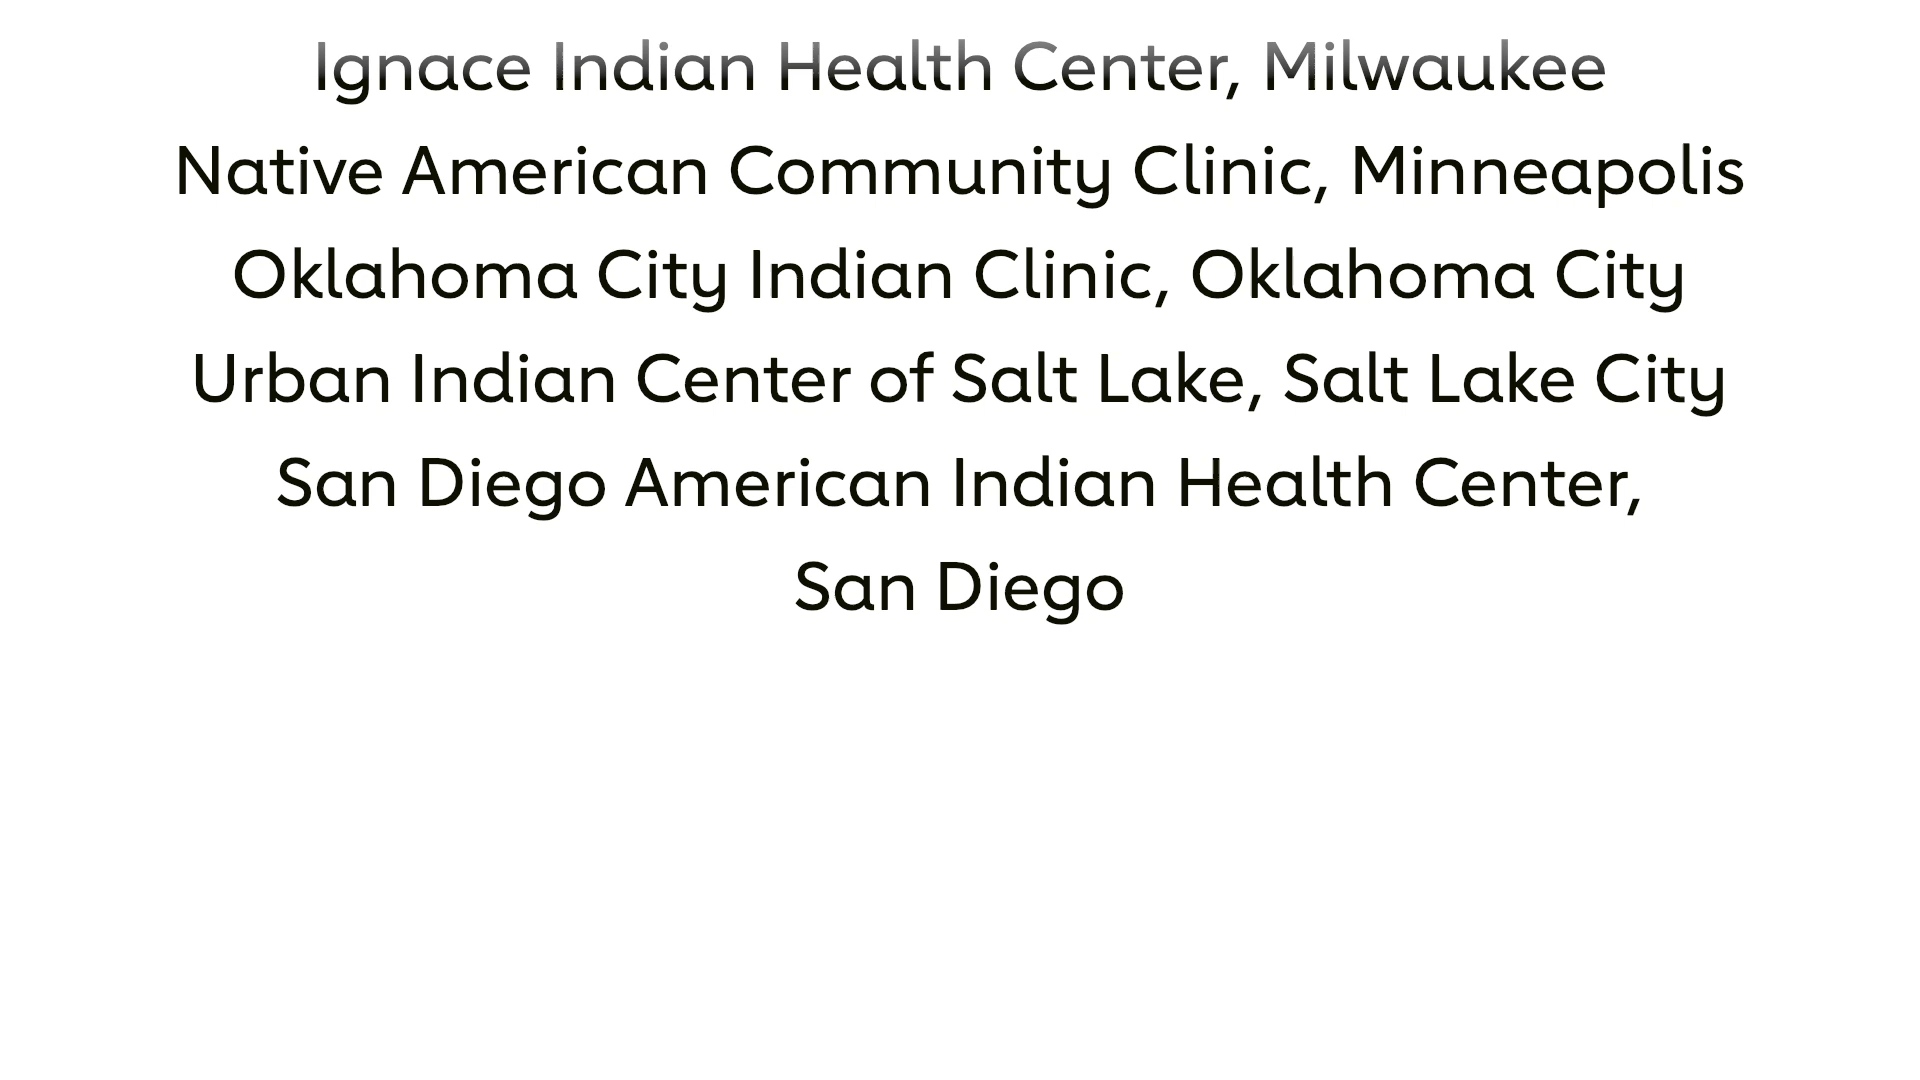 Ignace Indian Health Center, Milwaukee
Native American Community Clinic, Minneapolis
Oklahoma City Indian Clinic, Oklahoma City
Urban Indian Center of Salt Lake, Salt Lake City
San Diego American Indian Health Center,
San Diego